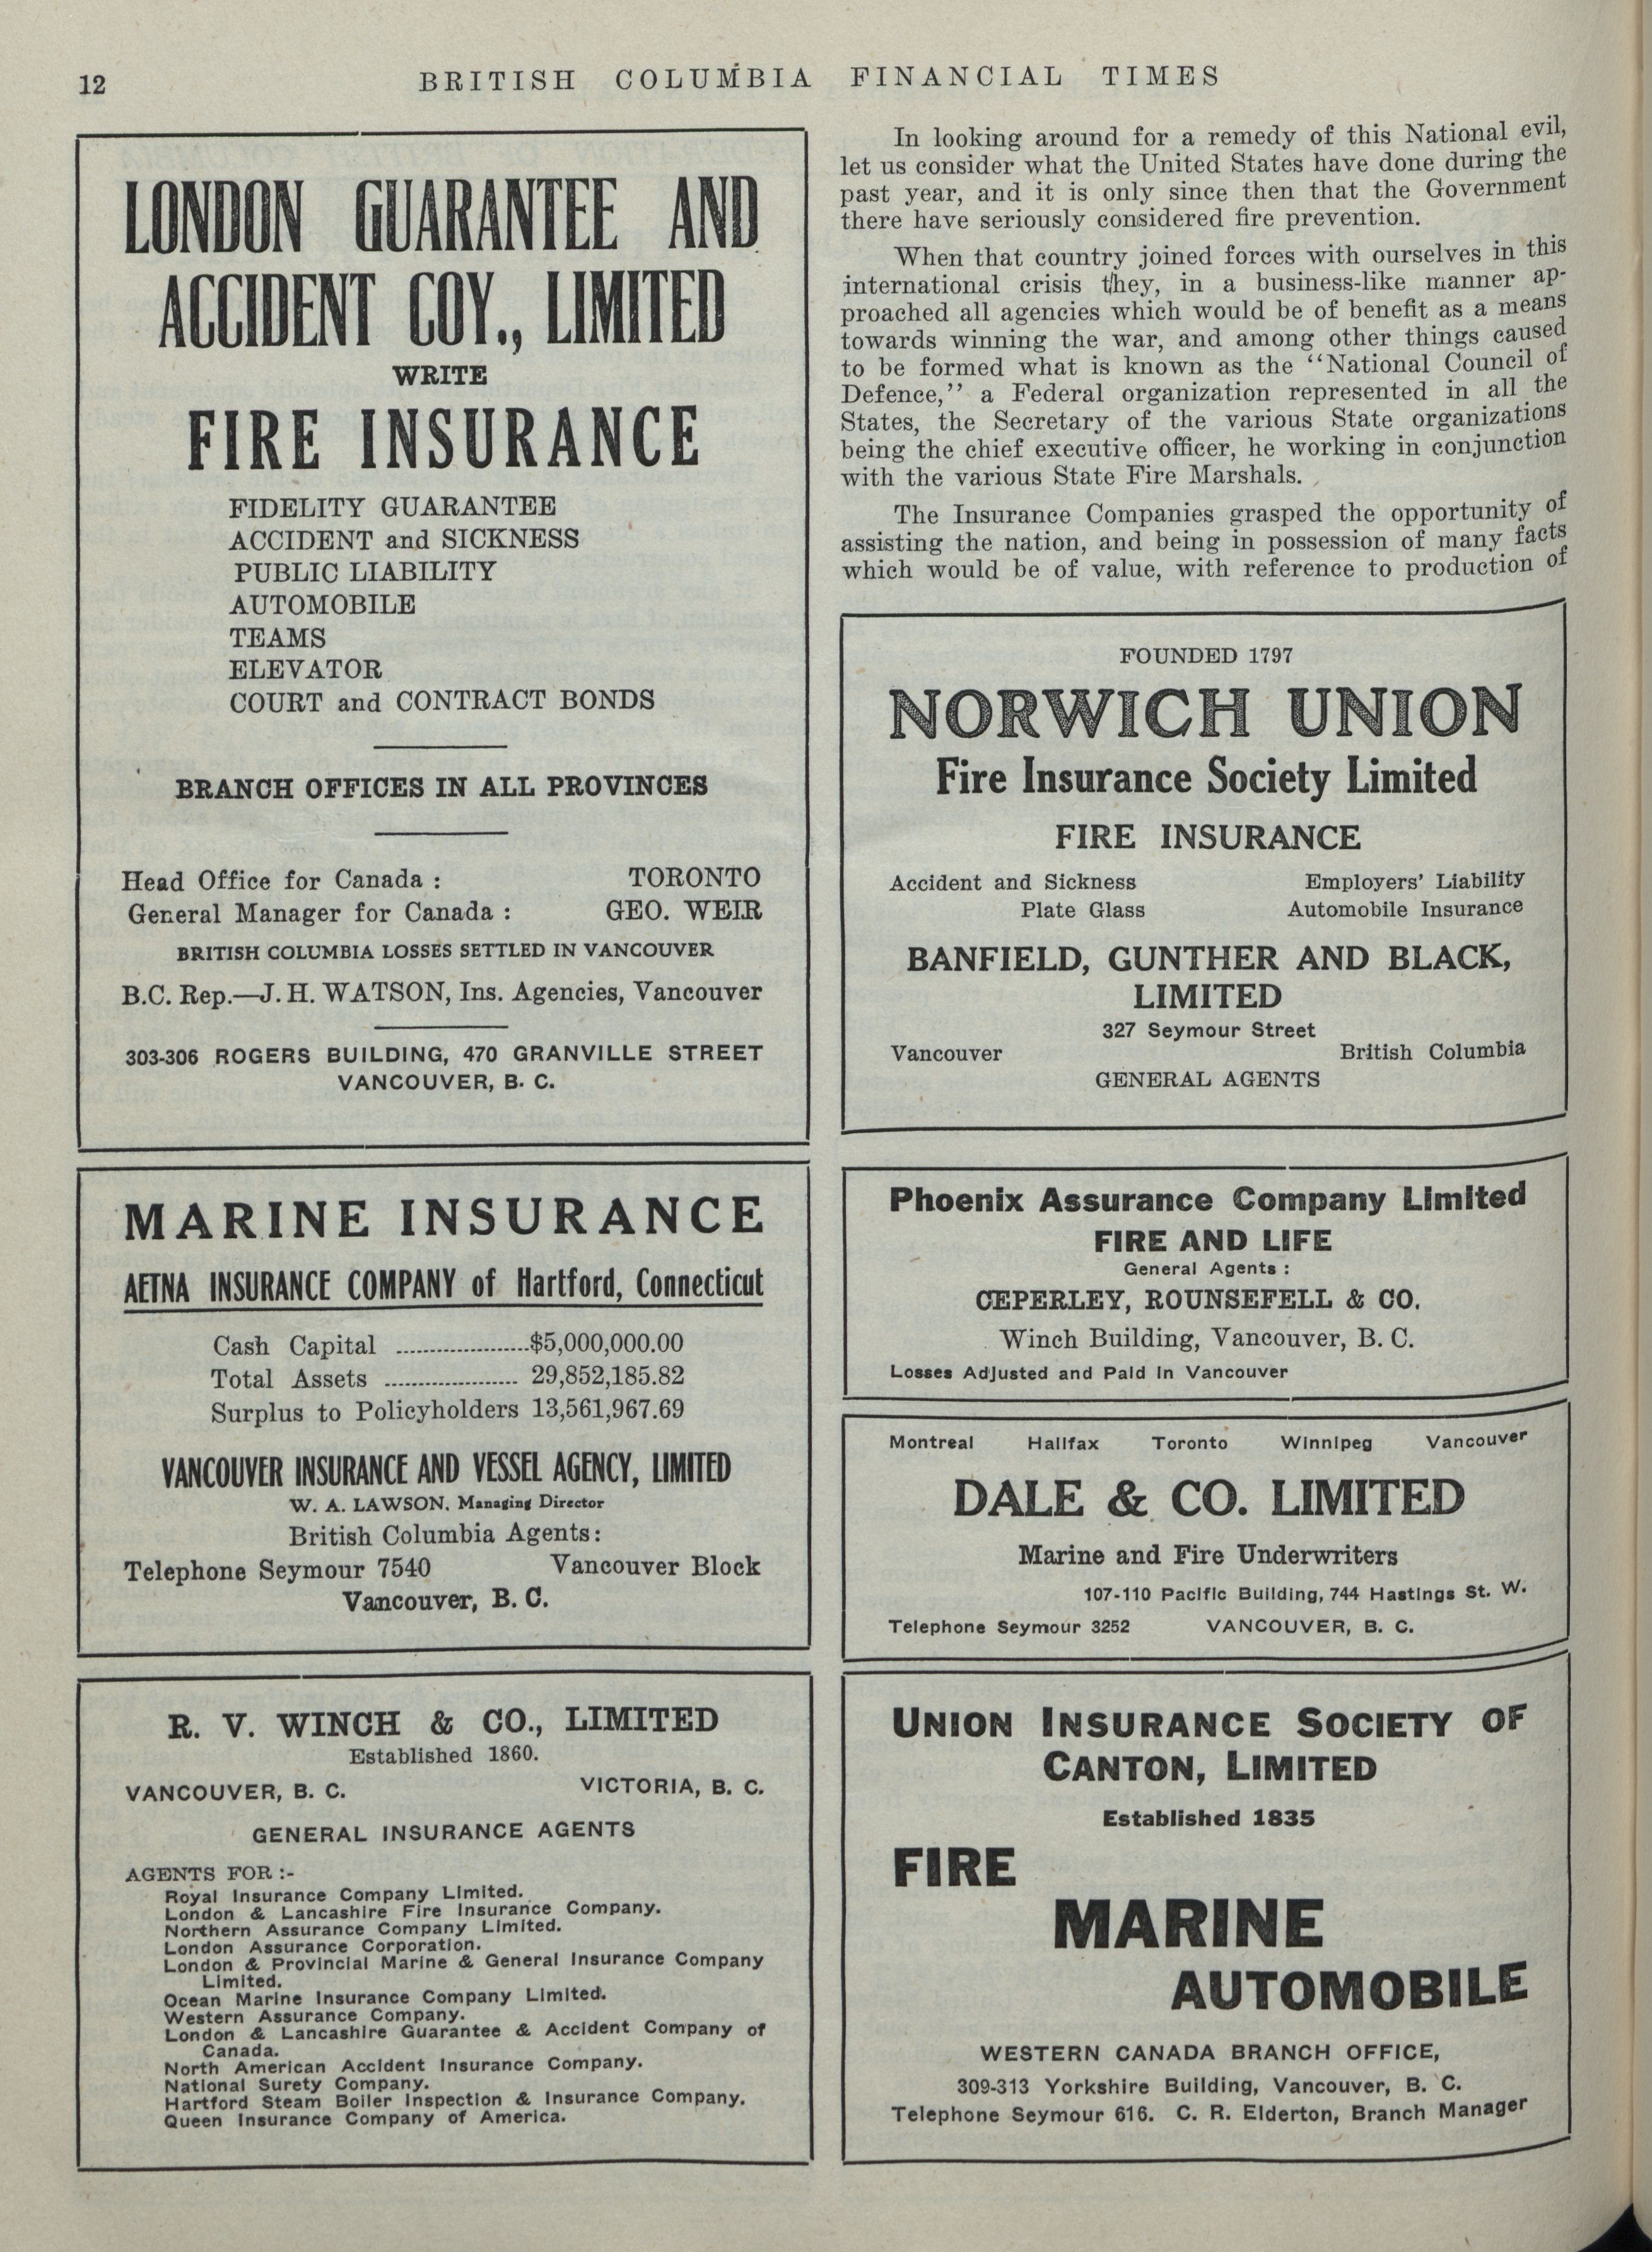 12
BRITISH COLUMBIA FINANCIAL TIMES
LONDON GUARANTEE AND
ACCIDENT COY., LIMITED
WRITE
FIRE INSURANCE
FIDELITY GUARANTEE
ACCIDENT and SICKNESS
PUBLIC LIABILITY
AUTOMOBILE
TEAMS
ELEVATOR
COURT and CONTRACT BONDS
BRANCH OFFICES IN ALL PROVINCES
Head Office for Canada : TORONTO
General Manager for Canada : GEO. WEIR
BRITISH COLUMBIA LOSSES SETTLED IN VANCOUVER
B.C. Rep.—J. H. WATSON, Ins. Agencies, Vancouver
303-306 ROGERS BUILDING, 470 GRANVILLE STREET
VANCOUVER, B. C.
MARINE INSURANCE
AETNA INSURANCE COMPANY of Hartford, Connecticut
Cash Capital ......................$5,000,000.00
Total Assets ...................... 29,852,185.82
Surplus to Policyholders 13,561,967.69
VANCOUVER INSURANCE AND VESSEL AGENCY, LIMITED
W. A. LAWSON. Managing Director
British Columbia Agents:
Telephone Seymour 7540 Vancouver Block
Vancouver, B. C.
R. V. WINCH & CO., LIMITED
Established 1860.
VANCOUVER, B. C. VICTORIA, B. C.
GENERAL INSURANCE AGENTS
AGENTS FOR :-
Royal Insurance Company Limited.
London & Lancashire Fire Insurance Company.
Northern Assurance Company Limited.
London Assurance Corporation.
London & Provincial Marine & General Insurance Company
Limited.
Ocean Marine Insurance Company Limited.
Western Assurance Company.
London & Lancashire Guarantee & Accident Company of
Canada.
North American Accident Insurance Company.
National Surety Company.
Hartford Steam Boiler Inspection & Insurance Company.
Queen Insurance Company of America.
In looking around for a remedy of this National evil,
let us consider what the United States have done during the
past year, and it is only since then that the Government
there have seriously considered fire prevention.
When that country joined forces with ourselves in this
international crisis they, in a business-like manner ap-
proached all agencies which would be of benefit as a means
towards winning the war, and among other things caused
to be formed what is known as the "National Council of
Defence," a Federal organization represented in all the
States, the Secretary of the various State organizations
being the chief executive officer, he working in conjunction
with the various State Fire Marshals.
The Insurance Companies grasped the opportunity of
assisting the nation, and being in possession of many facts
which would be of value, with reference to production of
FOUNDED 1797
NORWICH UNION
Fire Insurance Society Limited
FIRE INSURANCE
Accident and Sickness Employers' Liability
Plate Glass Automobile Insurance
BANFIELD, GUNTHER AND BLACK,
LIMITED
327 Seymour Street
Vancouver British Columbia
GENERAL AGENTS
Phoenix Assurance Company Limited
FIRE AND LIFE
General Agents :
CEPERLEY, ROUNSEFELL & CO.
Winch Building, Vancouver, B. C.
Losses Adjusted and Paid in Vancouver
Montreal Halifax Toronto Winnipeg Vancouver
DALE & CO. LIMITED
Marine and Fire Underwriters
107-110 Pacific Building, 744 Hastings St. W.
Telephone Seymour 3252 VANCOUVER, B. C.
UNION INSURANCE SOCIETY OF
CANTON, LIMITED
Established 1835
FIRE
MARINE
AUTOMOBILE
WESTERN CANADA BRANCH OFFICE,
309-313 Yorkshire Building, Vancouver, B. C.
Telephone Seymour 616. C. R. Elderton, Branch Manager